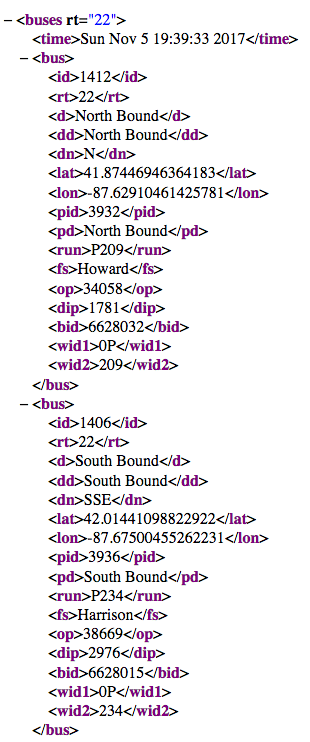 – <buses rt="22">
<time>Sun Nov 5 19:39:33 2017</time>
– <bus>
<id>1412</id>
<rt>22</rt>
<d>North Bound</d>
<dd>North Bound</dd>
<dn>N</dn>
<lat>41.87446946364183</lat>
<lon>-87.62910461425781</lon>
<pid>3932</pid>
<pd>North Bound</pd>
<run>P209</run>
<fs>Howard</fs>
<op>34058</op>
<dip>1781</dip>
<bid>6628032</bid>
<wid1>0P</wid1>
<wid2>209</wid2>
</bus>
– <bus>
<id>1406</id>
<rt>22</rt>
<d>South Bound</d>
<dd>South Bound</dd>
<dn>SSE</dn>
<lat>42.01441098822922</lat>
<lon>-87.67500455262231</lon>
<pid>3936</pid>
<pd>South Bound</pd>
<run>P234</run>
<fs>Harrison</fs>
<op>38669</op>
<dip>2976</dip>
<bid>6628015</bid>
<wid1>0P</wid1>
<wid2>234</wid2>
</bus>